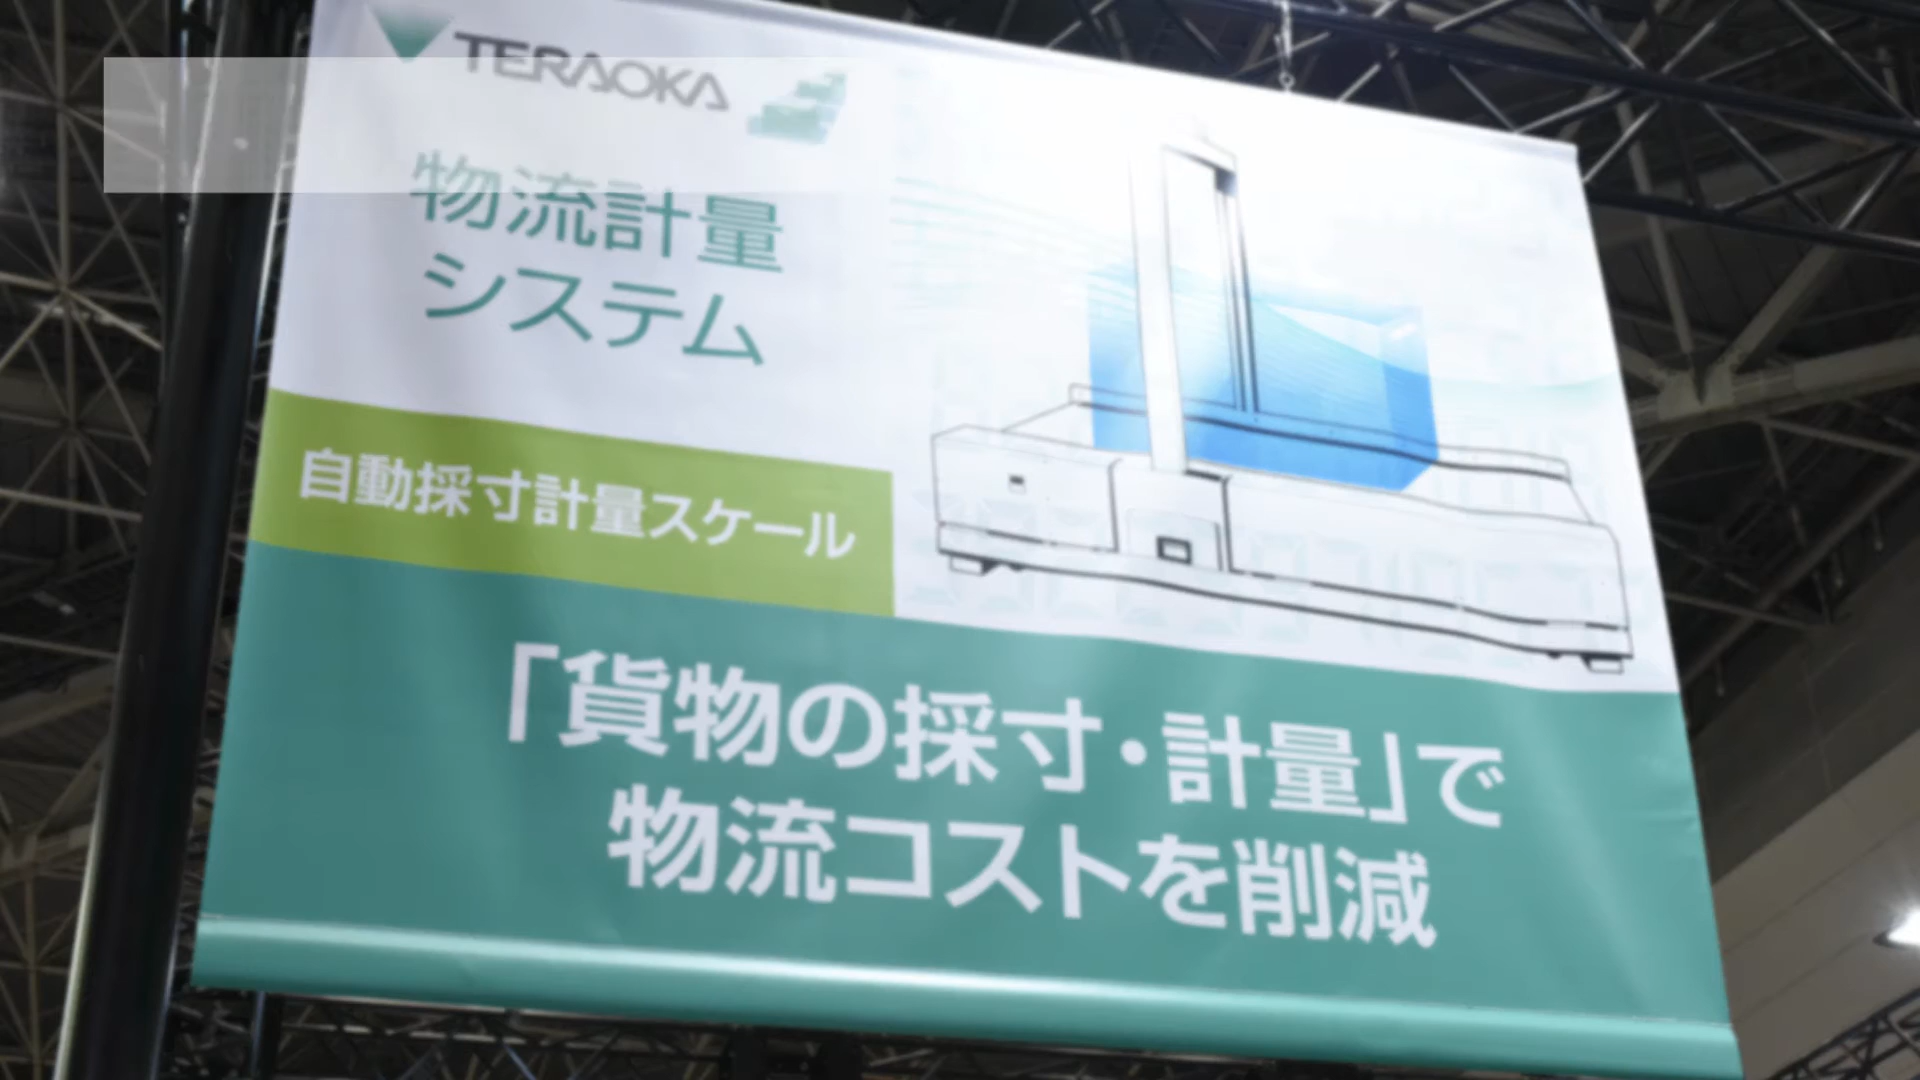 TERAOKA
物流計量
システム
自動採寸計量スケール
「貨物の採寸・計量」で
物流コストを削減